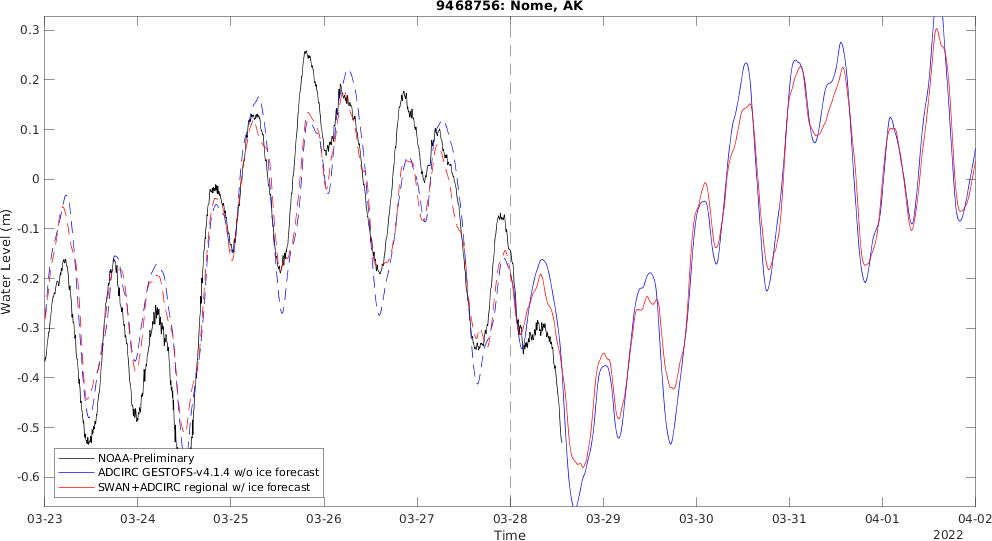 9468756: Nome, AK
Water Level (m)
0.3
0.2
0.1
0
-0.1
-0.2
-0.3
-0.4
-0.5
-0.6
NOAA-Preliminary
ADCIRC GESTOFS-v4.1.4 w/o ice forecast
SWAN+ADCIRC regional w/ ice forecast
03-23 03-24 03-25 03-26 03-27 03-28 03-29 03-30 03-31 04-01 04-02
Time
2022